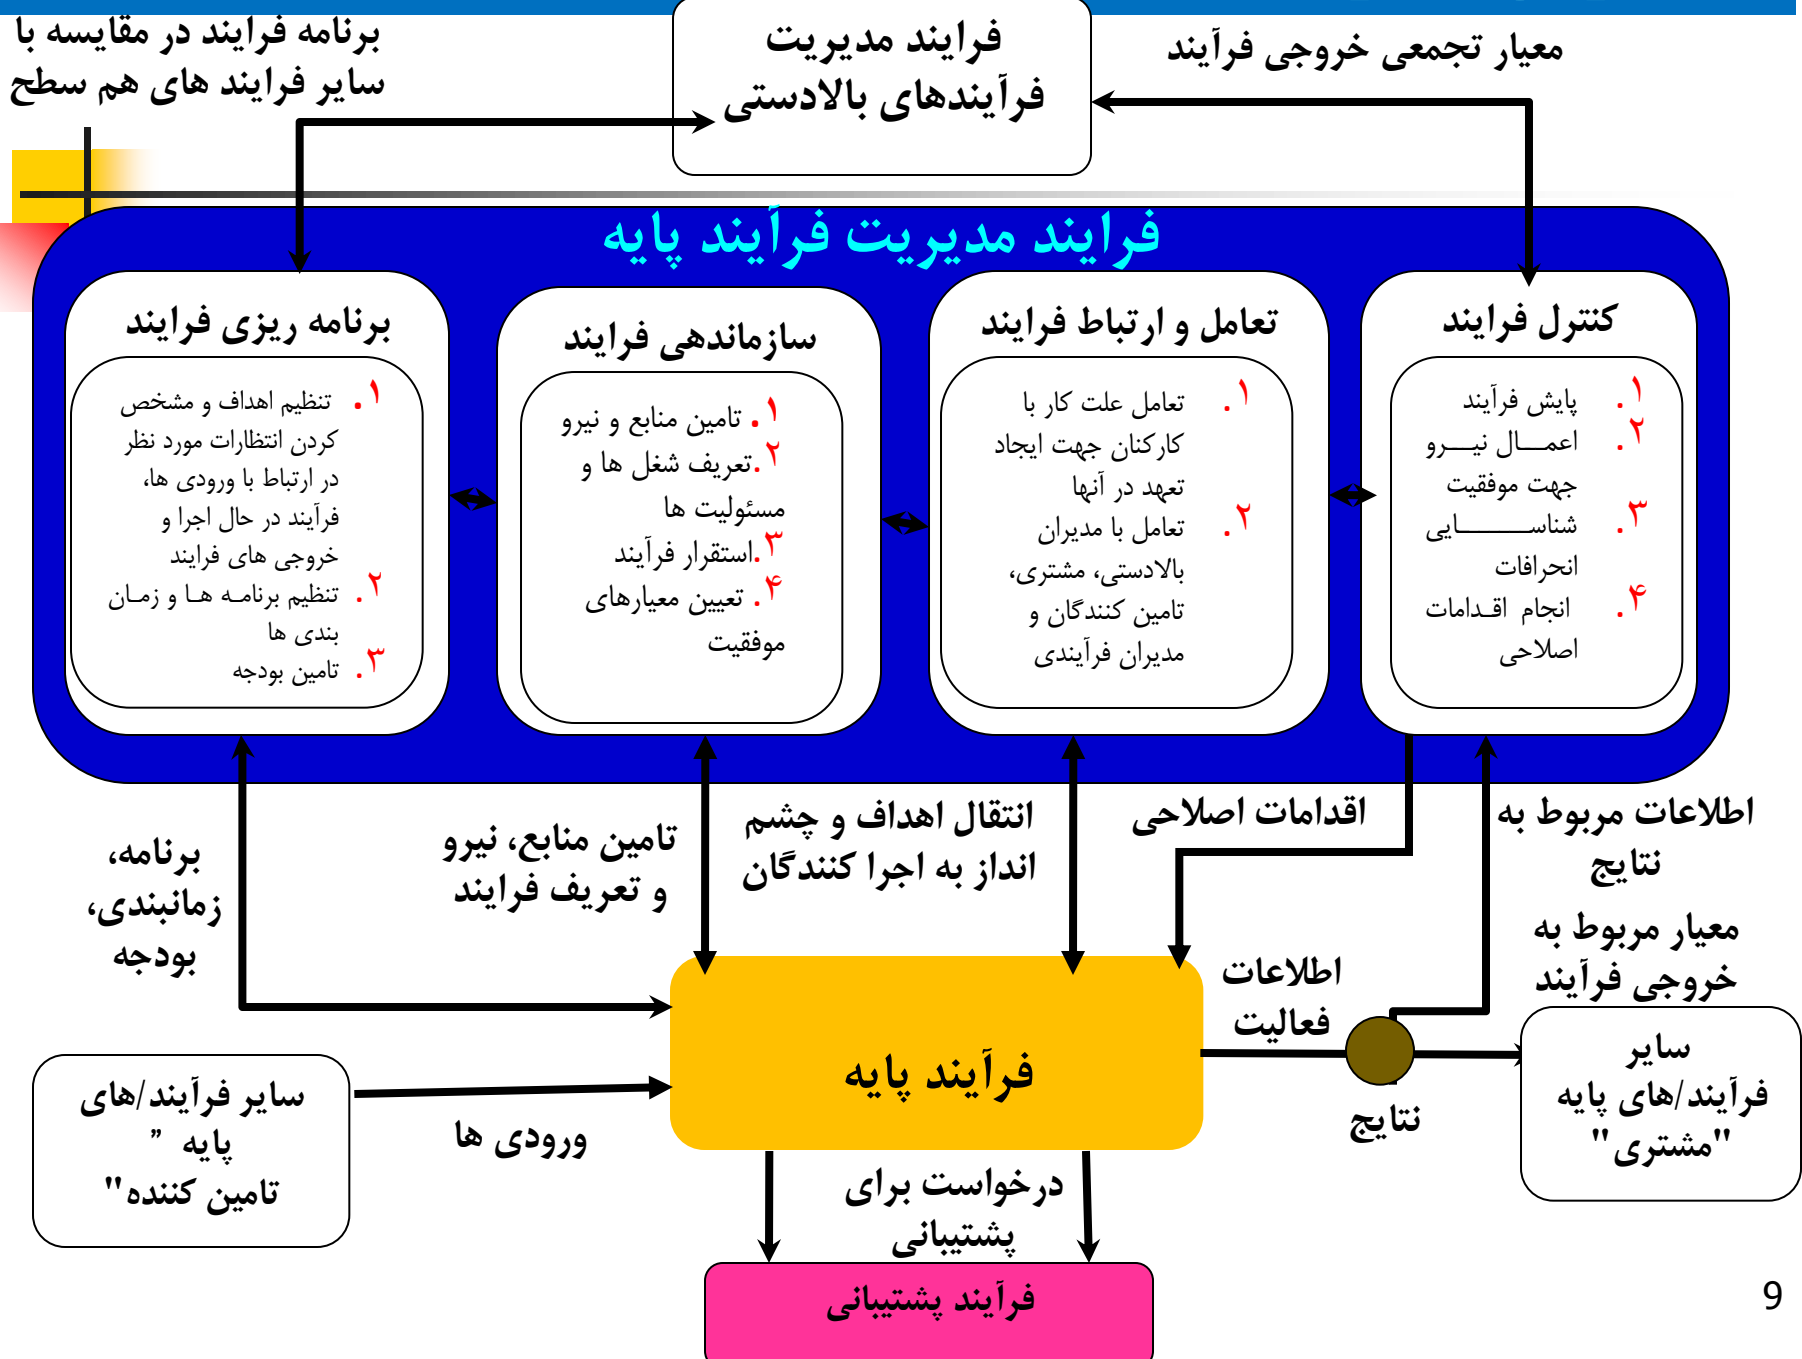 برنامه فرایند در مقایسه با
سایر فرایند های هم سطح
فرایند مدیریت
فرآیندهای بالادستی
معیار تجمعی خروجی فرآیند
فرایند مدیریت فرآیند پایه
برنامه ریزی فرایند
۱. تنظیم اهداف و مشخص
کردن انتظارات مورد نظر
در ارتباط با ورودی ها،
فرآیند در حال اجرا و
خروجی های فرایند
۲. تنظیم برنامه ها و زمان
بندی ها
۳. تامین بودجه
سازماندهی فرایند
۱. تامین منابع و نیرو
۲.تعریف شغل ها و
مسئولیت ها
۳.استقرار فرآیند
۴. تعیین معیارهای
موفقیت
تعامل و ارتباط فرایند
۱. تعامل علت کار با
کارکنان جهت ایجاد
تعهد در آنها
۲. تعامل با مدیران
بالادستی، مشتری،
تامین کنندگان و
مدیران فرآیندی
کنترل فرایند
۱. پایش فرآیند
۲. اعمـــال نیـــرو
جهت موفقیت
۳. شناســـــــــایی
انحرافات
۴. انجام اقـدامات
اصلاحی
برنامه،
زمانبندی،
بودجه
تامین منابع، نیرو
و تعریف فرایند
انتقال اهداف و چشم
انداز به اجرا کنندگان
اقدامات اصلاحی
اطلاعات مربوط به
نتایج
معیار مربوط به
خروجی فرآیند
اطلاعات
فعالیت
سایر فرآیند/های
پایه ”
تامین کننده"
ورودی ها
فرآیند پایه
نتایج
سایر
فرآیند/های پایه
"مشتری"
درخواست برای
پشتیبانی
فرآیند پشتیبانی
9